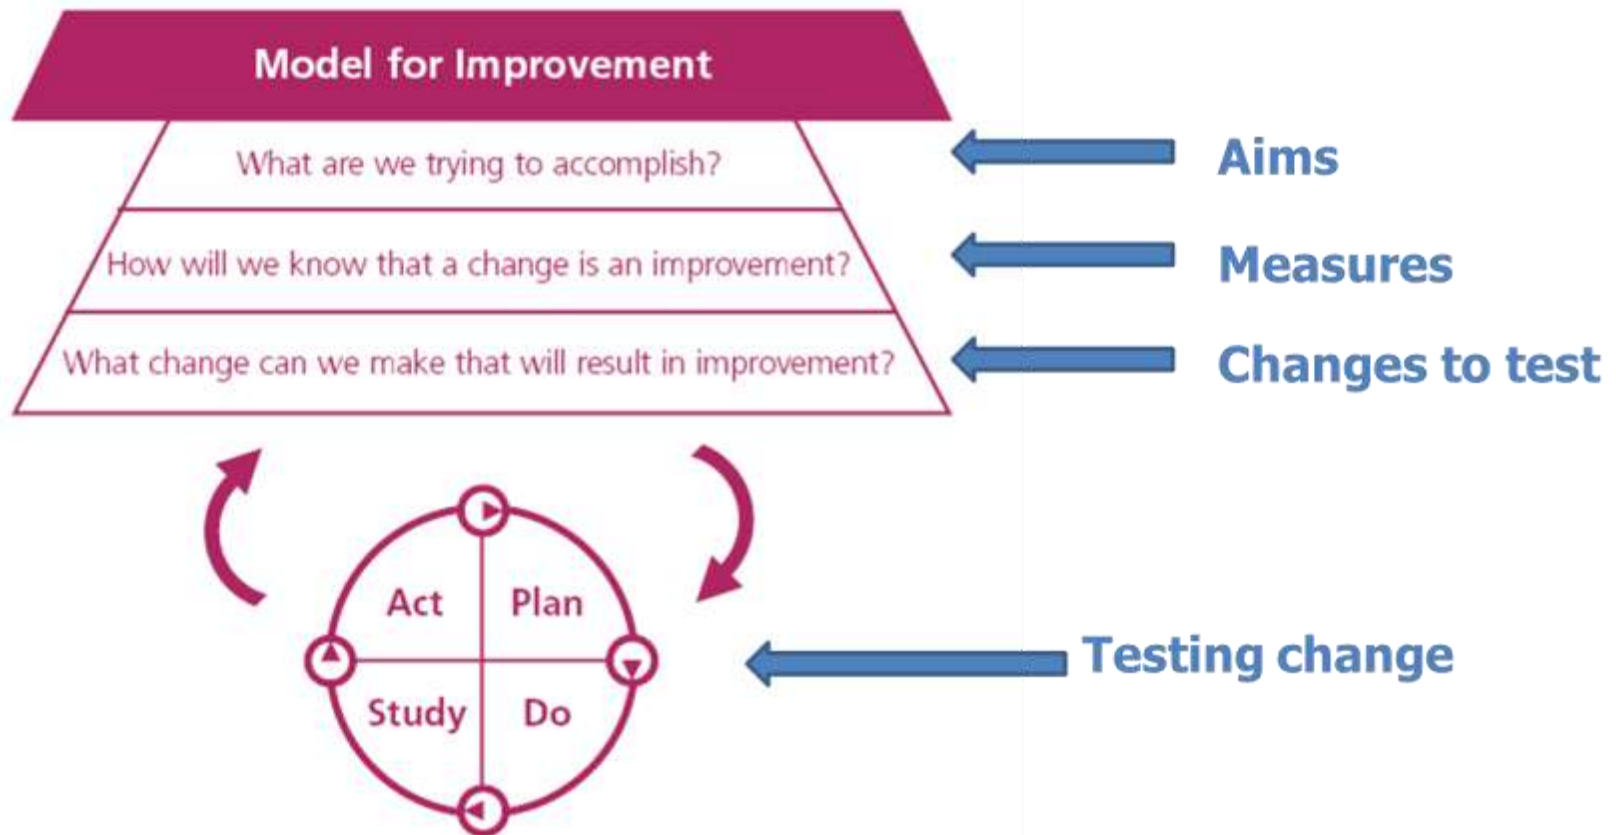 Model for Improvement
What are we trying to accomplish?
Aims
How will we know that a change is an improvement?
Measures
What change can we make that will result in improvement?
Changes to test
Act
Plan
Testing change
Study
Do